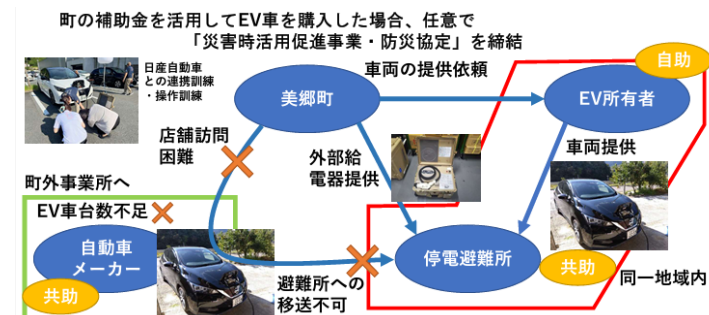 町の補助金を活用してEV車を購入した場合、任意で
「災害時活用促進事業・防災協定」を締結
日産自動車
との連携訓練
・操作訓練
車両の提供依頼
自助
美郷町
EV所有者
店舗訪問
困難
外部給
電器提供
車両提供
町外事業所へ
EV車台数不足
自動車
メーカー
共助
避難所への
移送不可
停電避難所
共助
同一地域内